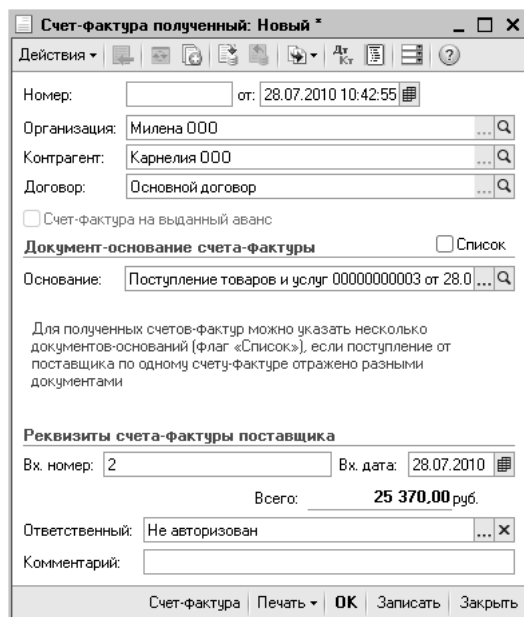 Счет-фактура полученный: Новый *
Действия Дт Кт
Номер: от: 28.07.2010 10:42:55
Организация: Милена ООО ...
Контрагент: Карнелия ООО ...
Договор: Основной договор ...
Счет-фактура на выданный аванс
Документ-основание счета-фактуры Список
Основание: Поступление товаров и услуг 00000000003 от 28.0 ...
Для полученных счетов-фактур можно указать несколько
документов-оснований (флаг «Список»), если поступление от
поставщика по одному счету-фактуре отражено разными
документами
Реквизиты счета-фактуры поставщика
Вх. номер: 2 Вх. дата: 28.07.2010
Всего: 25 370,00 руб.
Ответственный: Не авторизован ...
Комментарий:
Счет-фактура Печать OK Записать Закрыть